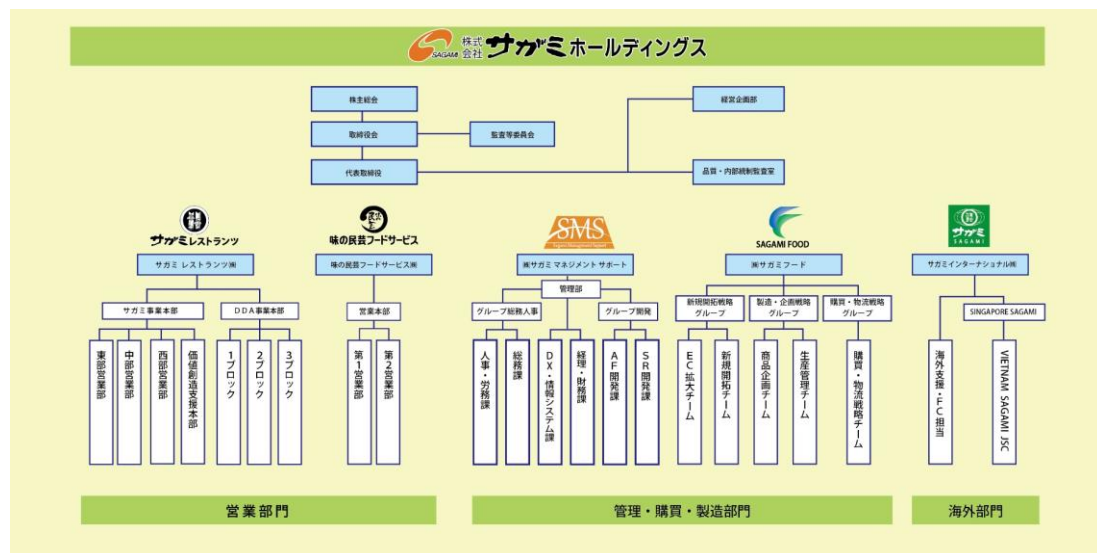 SAGAMI 株式会社 サガミホールディングス
株主総会
経営企画部
取締役会
監査等委員会
代表取締役
品質・内部統制監査室
サガミレストランツ
味の民芸フードサービス
SMS
Sagami Management Support
SAGAMI FOOD
サガミ
SAGAMI
サガミ レストランツ㈱
味の民芸フードサービス㈱
㈱サガミ マネジメント サポート
㈱サガミフード
サガミインターナショナル㈱
管理部
サガミ事業本部
DDA事業本部
営業本部
グループ総務人事
グループ開発
新規開拓戦略
グループ
製造・企画戦略
グループ
購買・物流戦略
グループ
SINGAPORE SAGAMI
東部営業部
中部営業部
西部営業部
価値創造支援本部
1ブロック
2ブロック
3ブロック
第1営業部
第2営業部
人事・労務課
総務課
DX・情報システム課
経理・財務課
AF開発課
SR開発課
EC拡大チーム
新規開拓チーム
商品企画チーム
生産管理チーム
購買・物流戦略チーム
海外支援・FC担当
VIETNAM SAGAMI JSC
営業部門
管理・購買・製造部門
海外部門